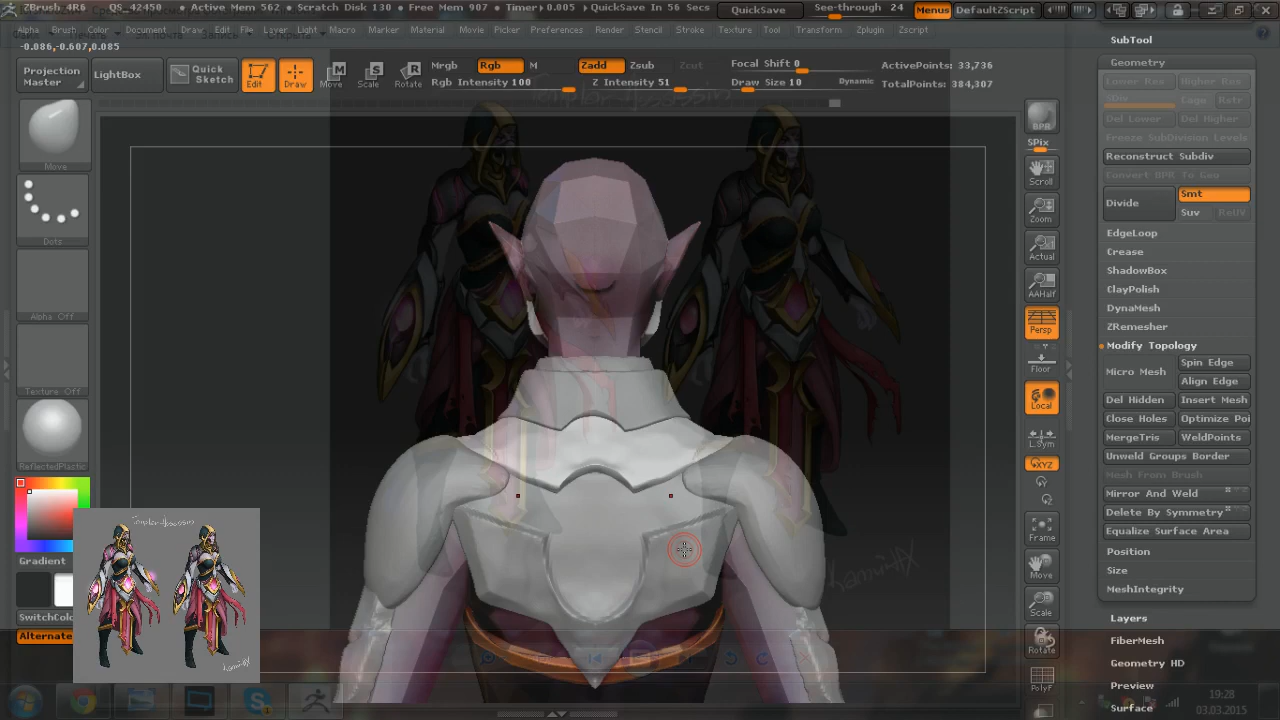 ZBrush 4R6 QS_42450 • Active Mem 562 • Scratch Disk 130 • Free Mem 907 • Timer▸0.005 ▸QuickSave In 56 Secs QuickSave See-through 24 Menus DefaultZScript
Alpha Brush Color Document Draw Edit File Layer Light Macro Marker Material Movie Picker Preferences Render Stencil Stroke Texture Tool Transform Zplugin Zscript
-0.086,-0.607,0.085
Projection Master
LightBox
Quick Sketch
Edit
Draw
Move
Scale
Rotate
Mrgb Rgb M
Rgb Intensity 100
Zadd Zsub Zcut
Z Intensity 51
Focal Shift 0
Draw Size 10 Dynamic
ActivePoints: 33,736
TotalPoints: 384,307
Move
Dots
Alpha Off
Texture Off
ReflectedPlastic
Gradient
SwitchColo
Alternate
Templar Assassin
BPR
SPix
Scroll
Zoom
Actual
AAHalf
Persp
Floor
Local
L.Sym
XYZ
Frame
Move
Scale
Rotate
PolyF
SubTool
Geometry
Lower Res Higher Res
SDiv Cage Rstr
Del Lower Del Higher
Freeze SubDivision Levels
Reconstruct Subdiv
Convert BPR To Geo
Divide
Smt
Suv ReUV
EdgeLoop
Crease
ShadowBox
ClayPolish
DynaMesh
ZRemesher
Modify Topology
Micro Mesh
Spin Edge
Align Edge
Del Hidden Insert Mesh
Close Holes Optimize Poi
MergeTris WeldPoints
Unweld Groups Border
Mesh From Brush
Mirror And Weld
Delete By Symmetry
Equalize Surface Area
Position
Size
MeshIntegrity
Layers
FiberMesh
Geometry HD
Preview
Surface
19:28
03.03.2015